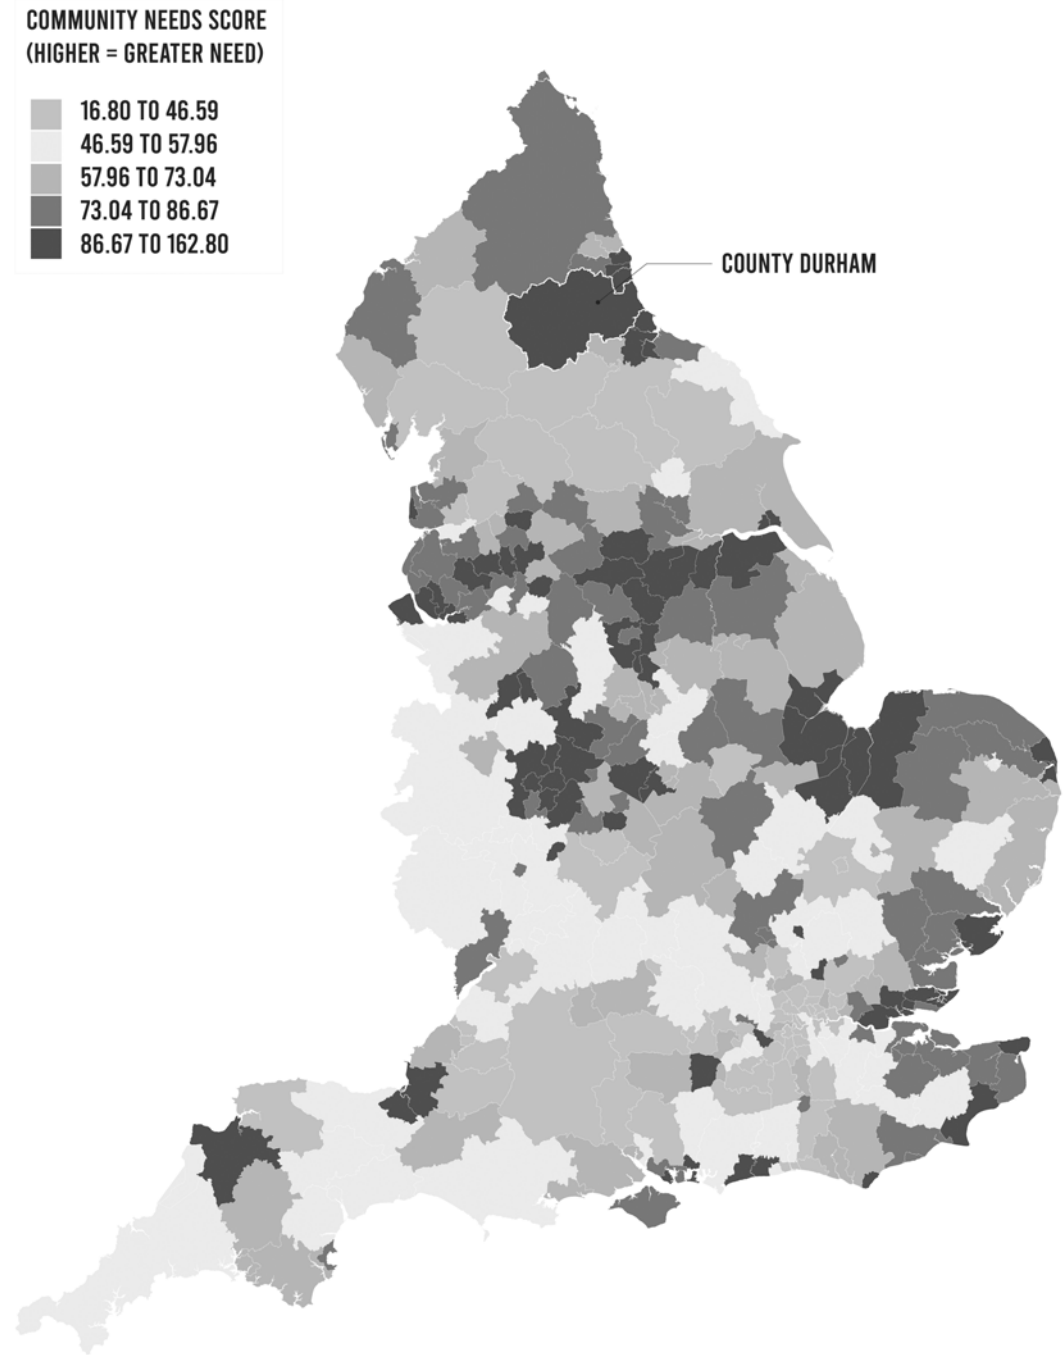 COMMUNITY NEEDS SCORE
(HIGHER = GREATER NEED)
16.80 TO 46.59
46.59 TO 57.96
57.96 TO 73.04
73.04 TO 86.67
86.67 TO 162.80
COUNTY DURHAM